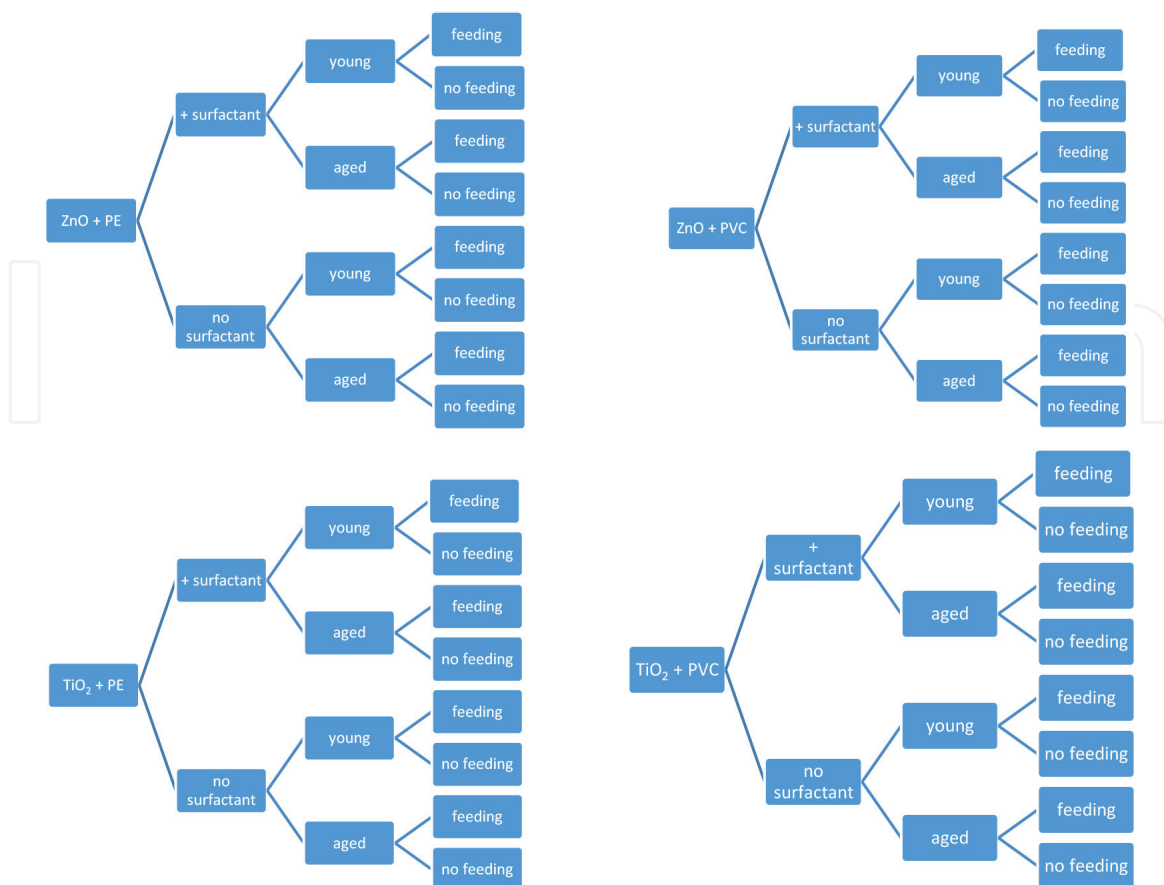 feeding
young
no feeding
+ surfactant
feeding
aged
no feeding
ZnO + PE
feeding
young
no feeding
no
surfactant
feeding
aged
no feeding
feeding
young
no feeding
+ surfactant
feeding
aged
no feeding
ZnO + PVC
feeding
young
no feeding
no
surfactant
feeding
aged
no feeding
feeding
young
no feeding
+ surfactant
feeding
aged
no feeding
TiO₂ + PE
feeding
young
no feeding
no
surfactant
feeding
aged
no feeding
feeding
young
no feeding
+
surfactant
feeding
aged
no feeding
TiO₂ + PVC
feeding
young
no feeding
no
surfactant
feeding
aged
no feeding